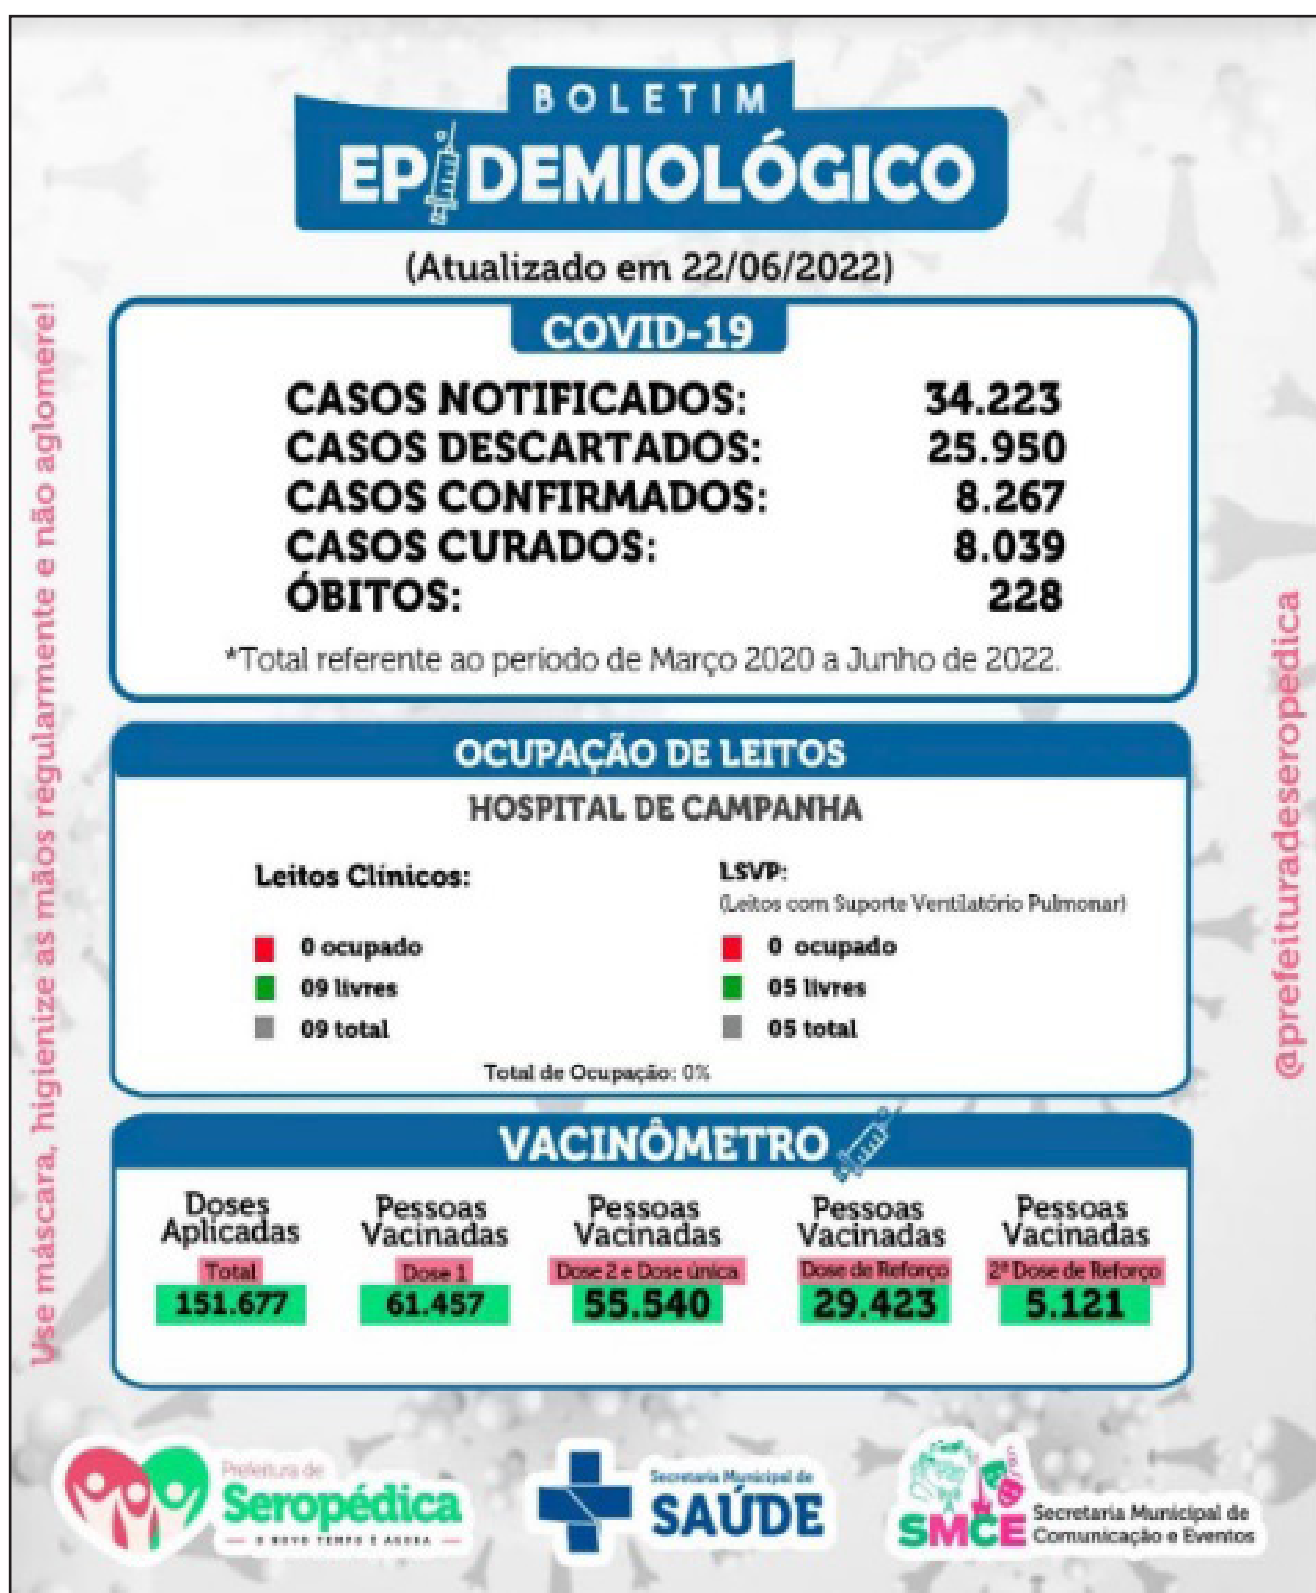 BOLETIM
EPIDEMIOLÓGICO
(Atualizado em 22/06/2022)
COVID-19
CASOS NOTIFICADOS: 34.223
CASOS DESCARTADOS: 25.950
CASOS CONFIRMADOS: 8.267
CASOS CURADOS: 8.039
ÓBITOS: 228
*Total referente ao período de Março 2020 a Junho de 2022.
OCUPAÇÃO DE LEITOS
HOSPITAL DE CAMPANHA
Leitos Clínicos:
0 ocupado
09 livres
09 total
LSVP:
(Leitos com Suporte Ventilatório Pulmonar)
0 ocupado
05 livres
05 total
Total de Ocupação: 0%
VACINÔMETRO
Doses
Aplicadas
Total
151.677
Pessoas
Vacinadas
Dose 1
61.457
Pessoas
Vacinadas
Dose 2 e Dose única
55.540
Pessoas
Vacinadas
Dose de Reforço
29.423
Pessoas
Vacinadas
2ª Dose de Reforço
5.121
Use máscara, higienize as mãos regularmente e não aglomere!
@prefeituradeseropedica
Prefeitura de
Seropédica
O NOVO TEMPO É AGORA
Secretaria Municipal de
SAÚDE
SMCE
Secretaria Municipal de
Comunicação e Eventos